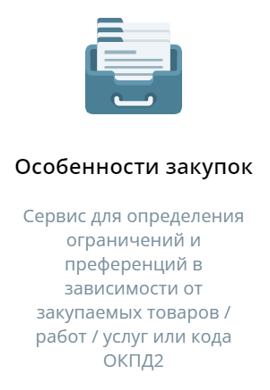 Особенности закупок
Сервис для определения
ограничений и
преференций в
зависимости от
закупаемых товаров /
работ / услуг или кода
ОКПД2